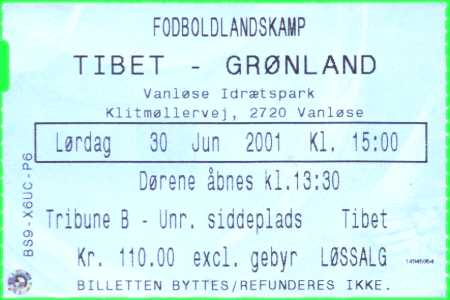 FODBOLDLANDSKAMP
TIBET - GRØNLAND
Vanløse Idrætspark
Klitmøllervej, 2720 Vanløse
Lørdag 30 Jun 2001 Kl. 15:00
Dørene åbnes kl.13:30
Tribune B - Unr. siddeplads Tibet
Kr. 110.00 excl. gebyr LØSSALG
BILLETTEN BYTTES/REFUNDERES IKKE.
BS9-X6UC-P6